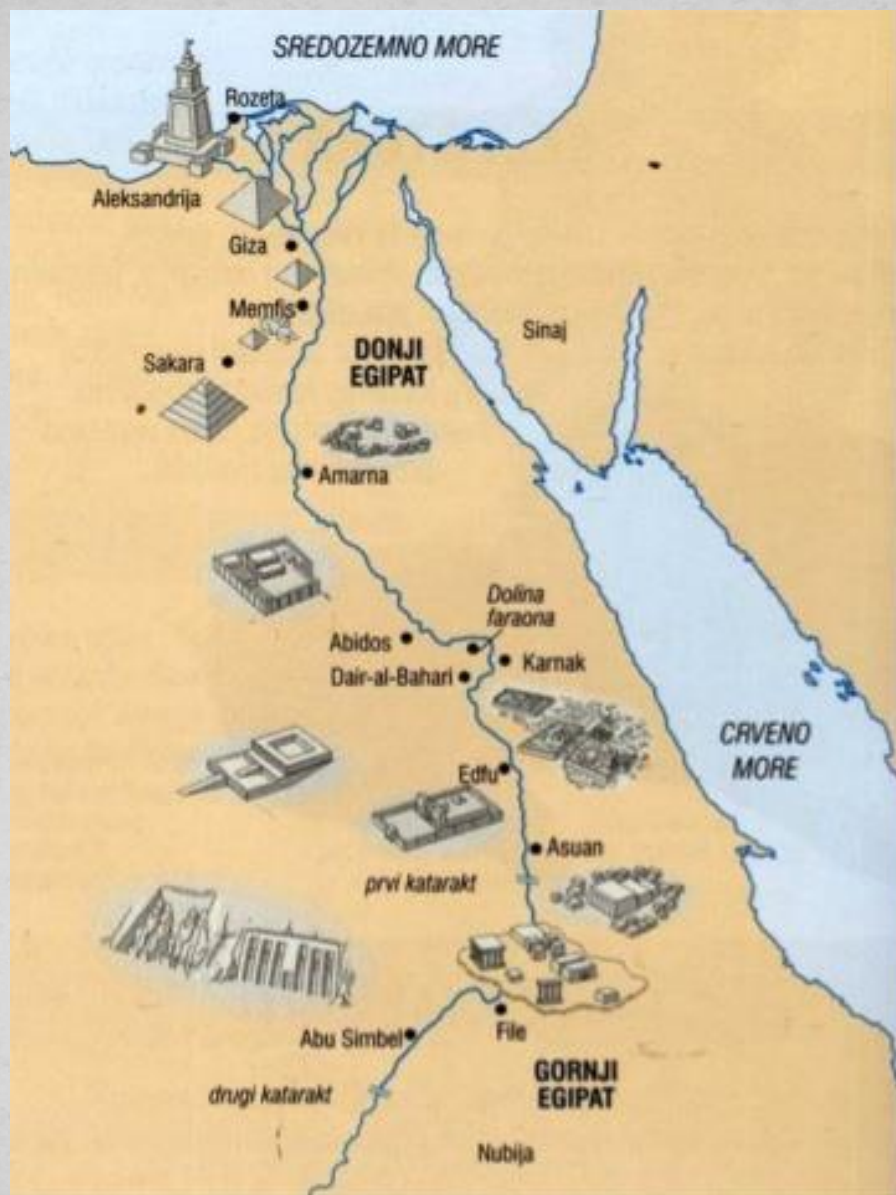 SREDOZEMNO MORE
Rozeta
Aleksandrija
Giza
Memfis
Sakara
Sinaj
DONJI
EGIPAT
Amarna
Dolina
faraona
Abidos
Karnak
Dair-al-Bahari
CRVENO
MORE
Edfu
Asuan
prvi katarakt
File
Abu Simbel
GORNJI
EGIPAT
drugi katarakt
Nubija